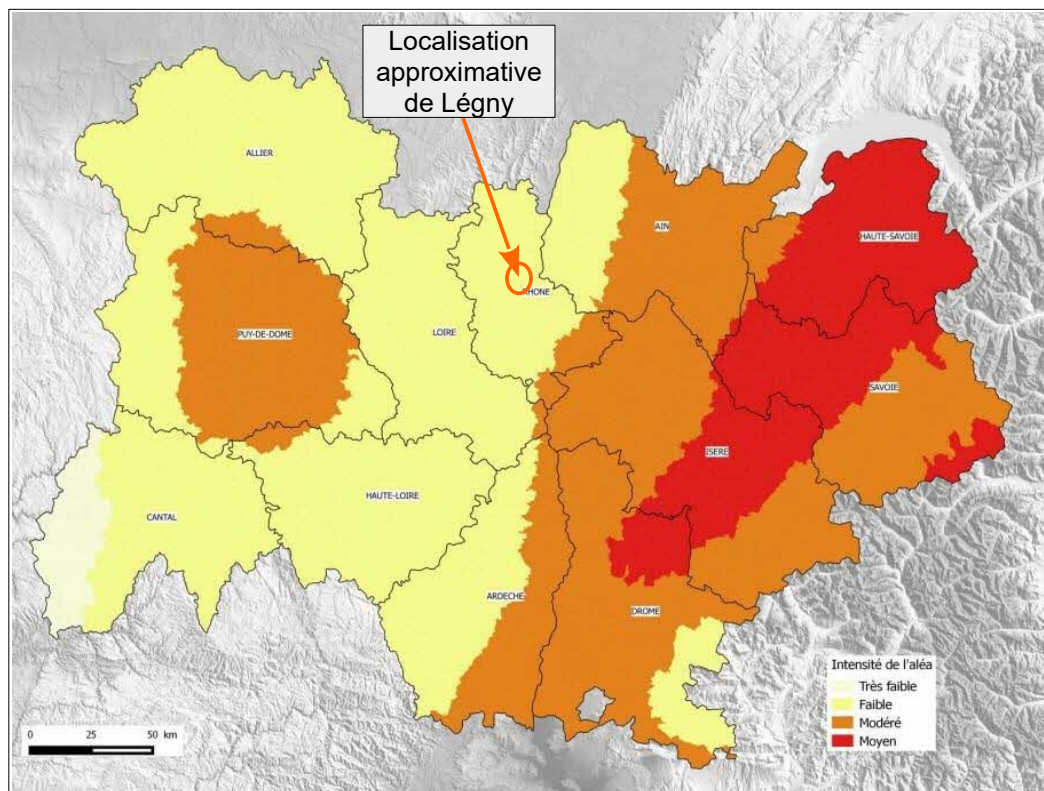 Localisation
approximative
de Légny
ALLIER
AIN
HAUTE-SAVOIE
RHONE
PUY-DE-DOME
LOIRE
SAVOIE
ISERE
HAUTE-LOIRE
CANTAL
ARDECHE
DROME
Intensité de l'aléa
Très faible
Faible
Modéré
Moyen
0 25 50 km